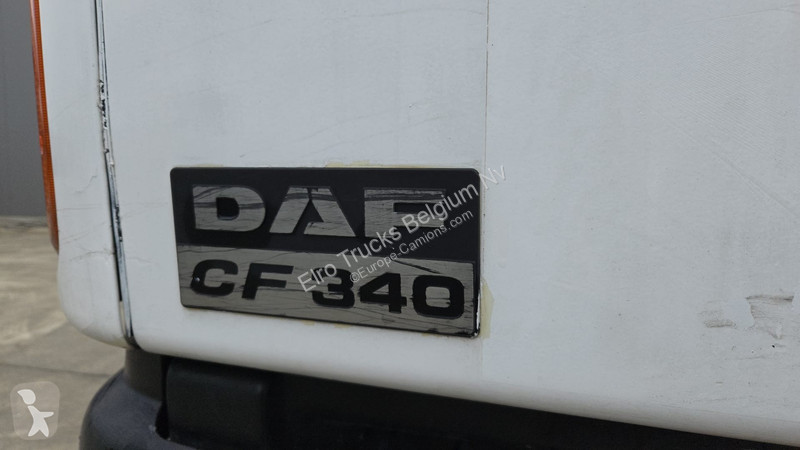 DAF
CF 340
Elro Trucks Belgium Nv
©Europe-Camions.com